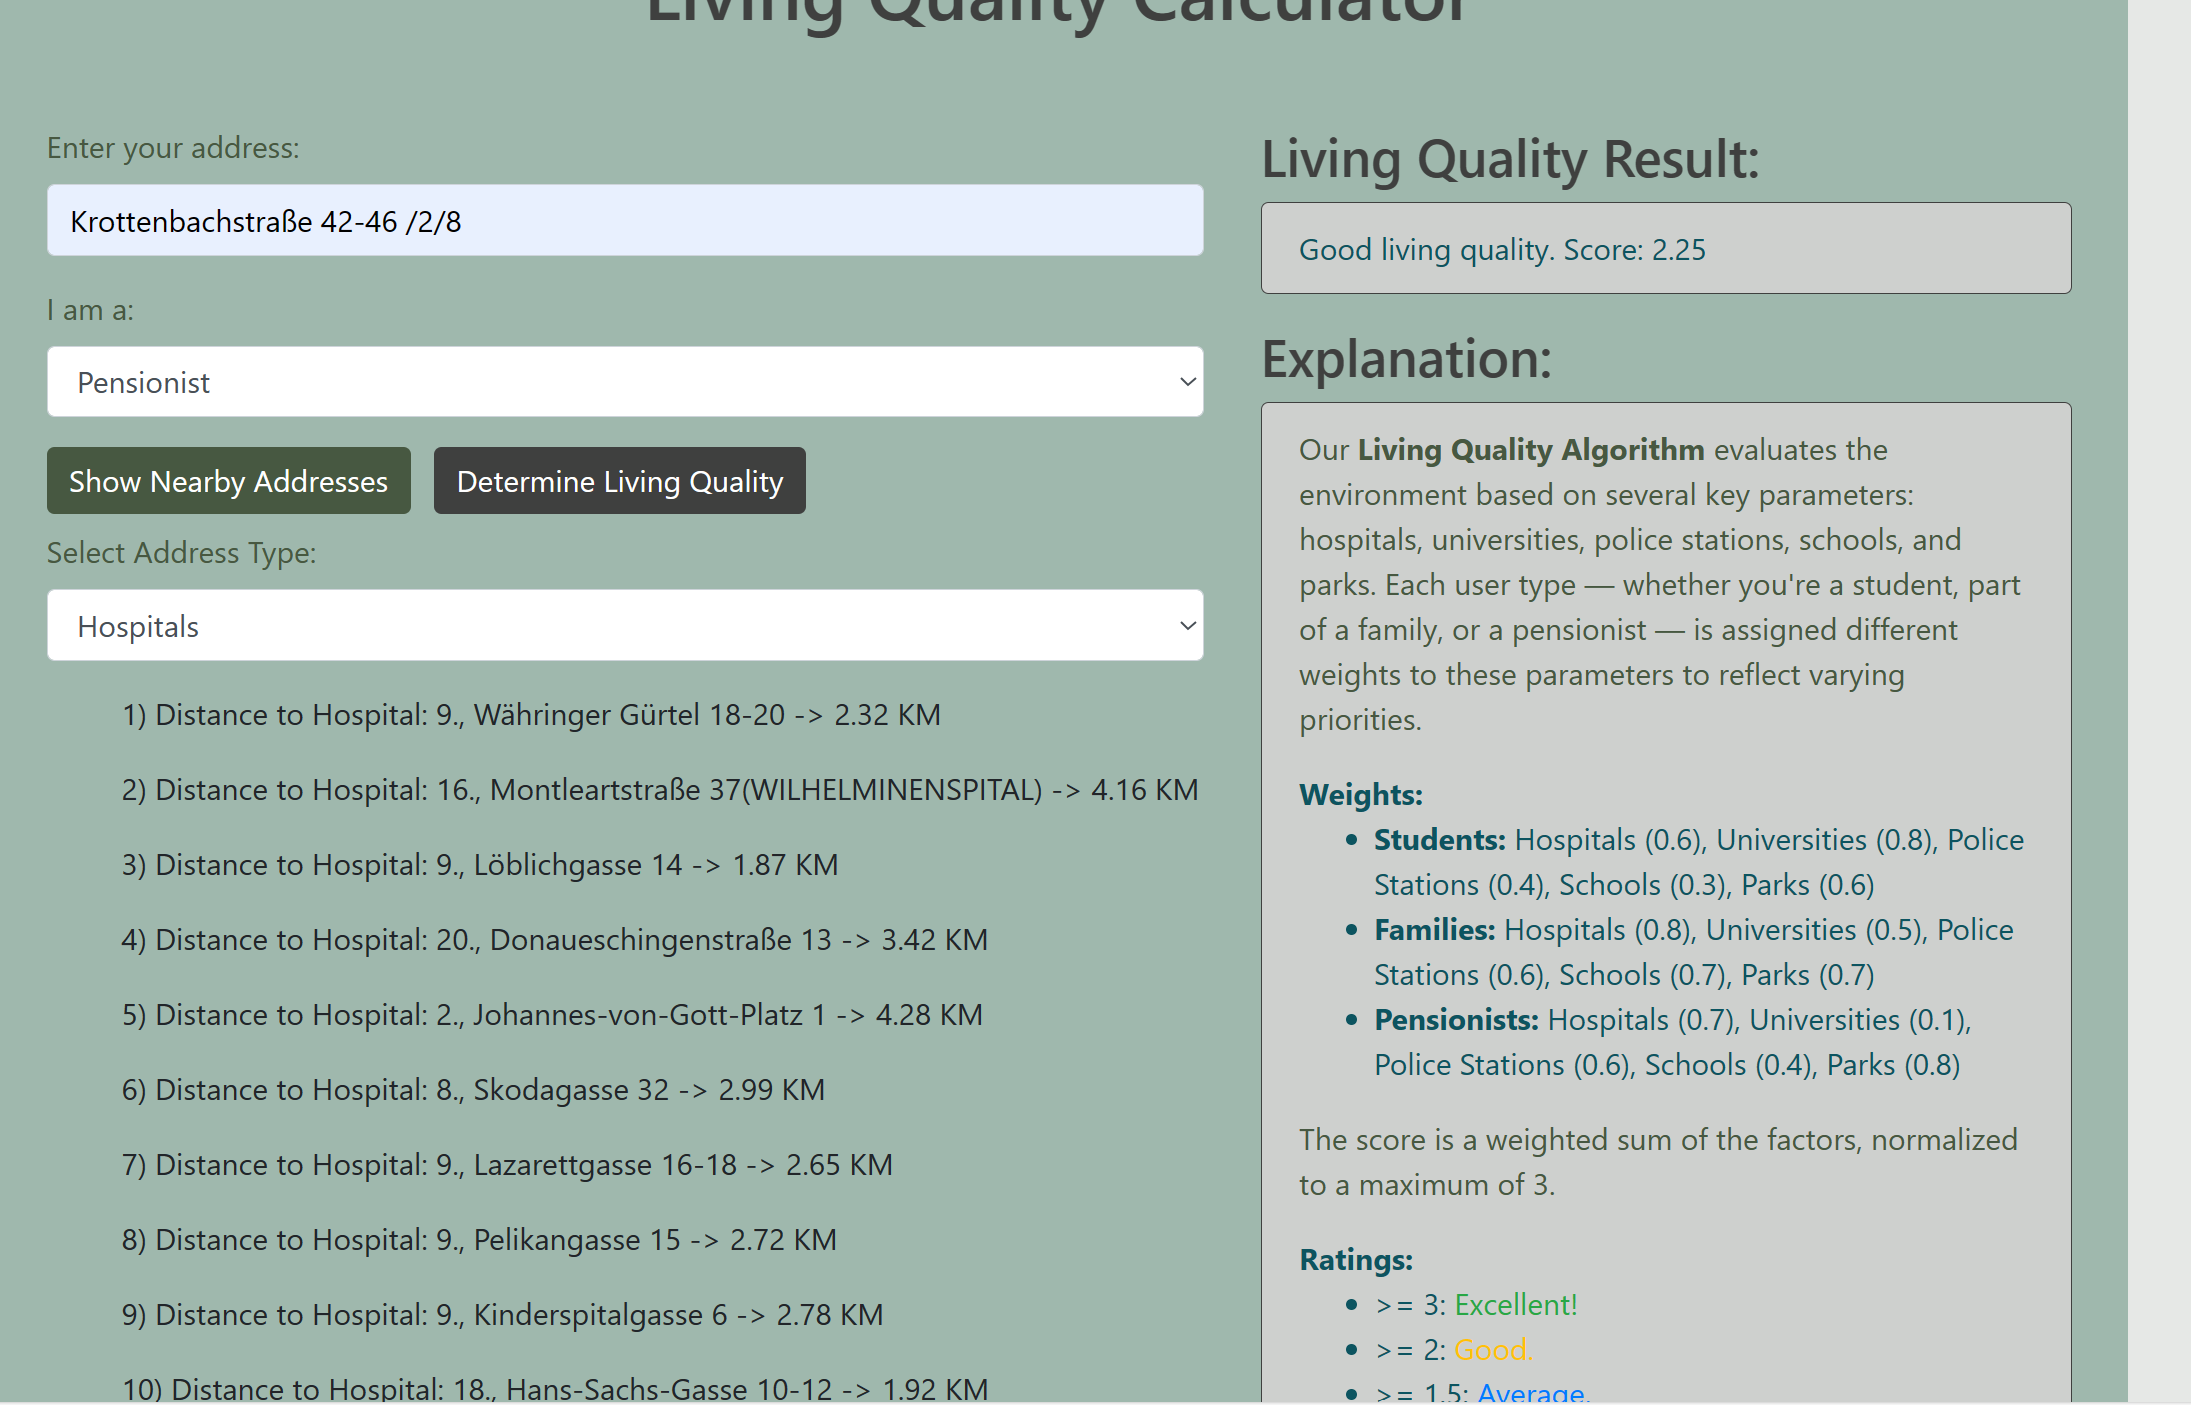 Living Quality Calculator
Enter your address:
Krottenbachstraße 42-46 /2/8
I am a:
Pensionist
Show Nearby Addresses
Determine Living Quality
Select Address Type:
Hospitals
1) Distance to Hospital: 9., Währinger Gürtel 18-20 -> 2.32 KM
2) Distance to Hospital: 16., Montleartstraße 37(WILHELMINENSPITAL) -> 4.16 KM
3) Distance to Hospital: 9., Löblichgasse 14 -> 1.87 KM
4) Distance to Hospital: 20., Donaueschingenstraße 13 -> 3.42 KM
5) Distance to Hospital: 2., Johannes-von-Gott-Platz 1 -> 4.28 KM
6) Distance to Hospital: 8., Skodagasse 32 -> 2.99 KM
7) Distance to Hospital: 9., Lazarettgasse 16-18 -> 2.65 KM
8) Distance to Hospital: 9., Pelikangasse 15 -> 2.72 KM
9) Distance to Hospital: 9., Kinderspitalgasse 6 -> 2.78 KM
10) Distance to Hospital: 18., Hans-Sachs-Gasse 10-12 -> 1.92 KM
Living Quality Result:
Good living quality. Score: 2.25
Explanation:
Our Living Quality Algorithm evaluates the
environment based on several key parameters:
hospitals, universities, police stations, schools, and
parks. Each user type — whether you're a student, part
of a family, or a pensionist — is assigned different
weights to these parameters to reflect varying
priorities.
Weights:
• Students: Hospitals (0.6), Universities (0.8), Police
Stations (0.4), Schools (0.3), Parks (0.6)
• Families: Hospitals (0.8), Universities (0.5), Police
Stations (0.6), Schools (0.7), Parks (0.7)
• Pensionists: Hospitals (0.7), Universities (0.1),
Police Stations (0.6), Schools (0.4), Parks (0.8)
The score is a weighted sum of the factors, normalized
to a maximum of 3.
Ratings:
• >= 3: Excellent!
• >= 2: Good.
• >= 1.5: Average.